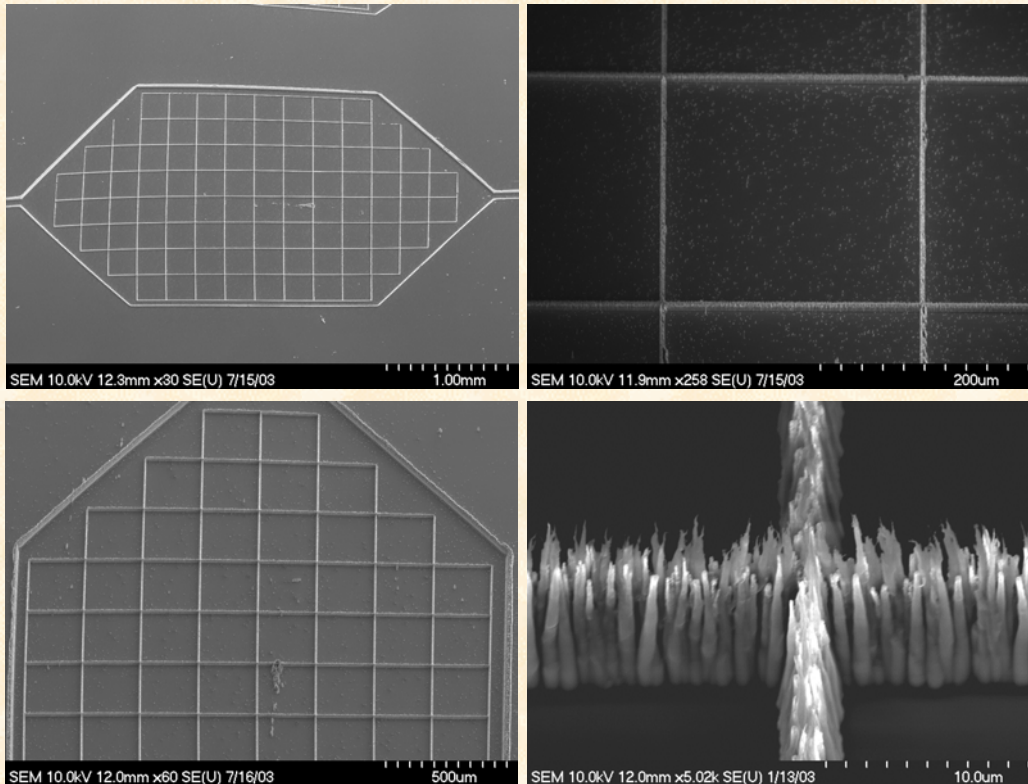 SEM 10.0kV 12.3mm x30 SE(U) 7/15/03 1.00mm
SEM 10.0kV 11.9mm x258 SE(U) 7/15/03 200um
SEM 10.0kV 12.0mm x60 SE(U) 7/16/03 500um
SEM 10.0kV 12.0mm x5.02k SE(U) 1/13/03 10.0um